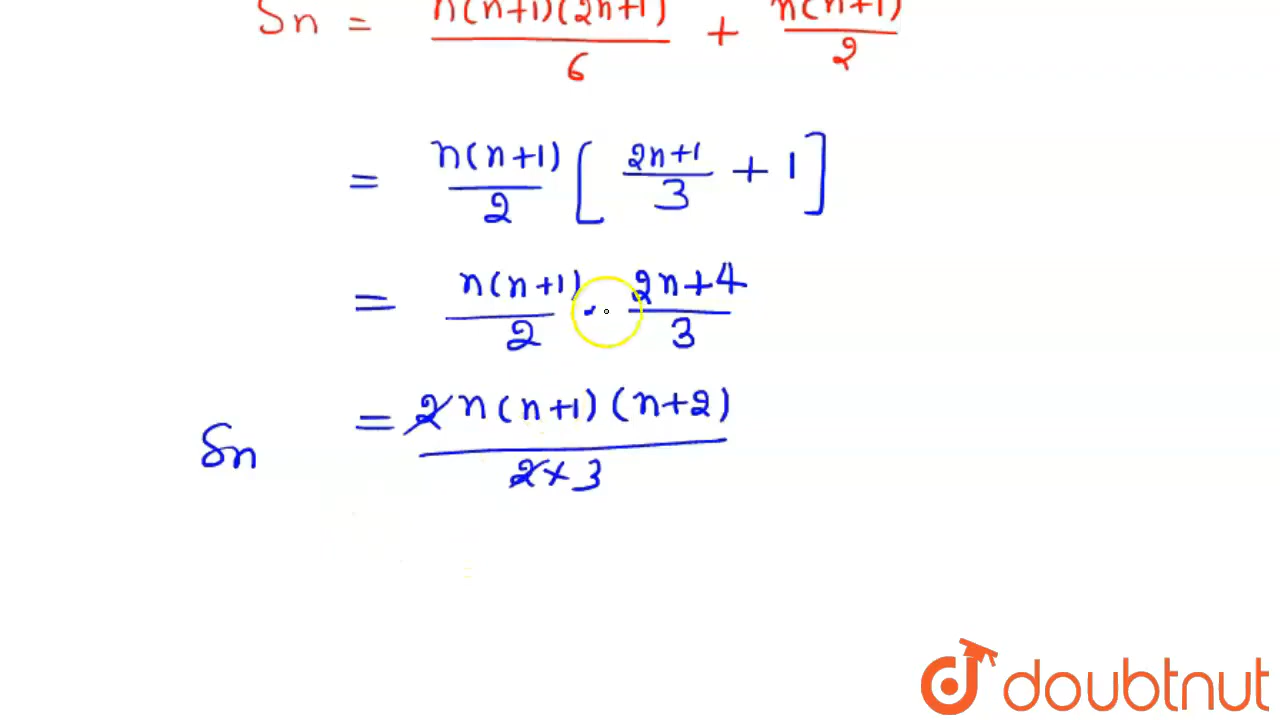 Sn = n(n+1)(2n+1)/6 + n(n+1)/2
= n(n+1)/2 [ 2n+1/3 + 1 ]
= n(n+1)/2 · 2n+4/3
Sn = 2n(n+1)(n+2)/2×3
doubtnut